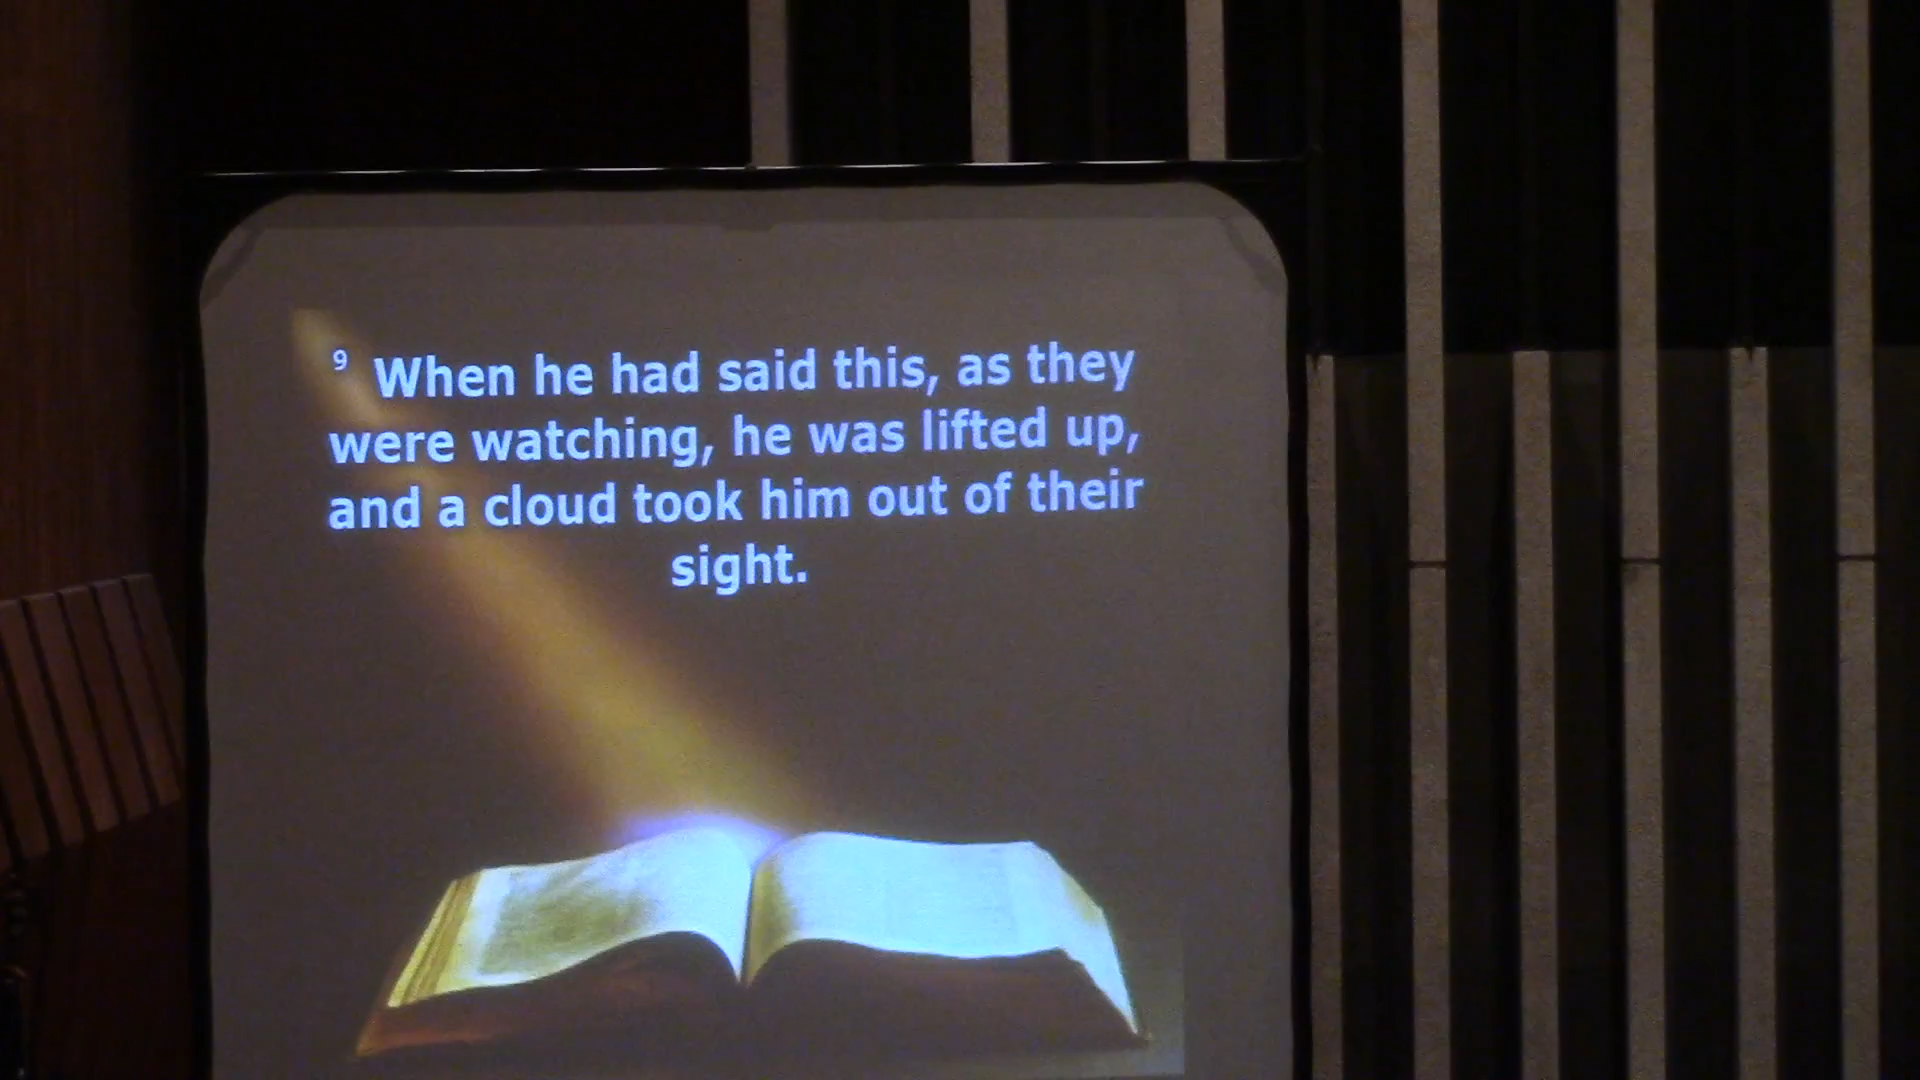 9 When he had said this, as they
were watching, he was lifted up,
and a cloud took him out of their
sight.